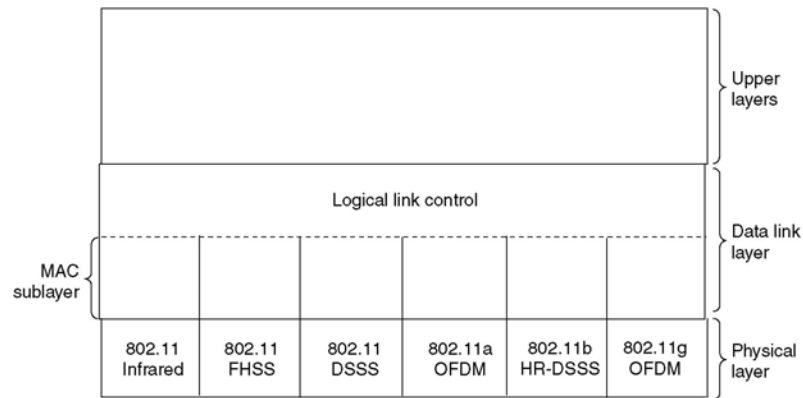 Upper
layers
Logical link control
Data link
layer
MAC
sublayer
802.11
Infrared
802.11
FHSS
802.11
DSSS
802.11a
OFDM
802.11b
HR-DSSS
802.11g
OFDM
Physical
layer